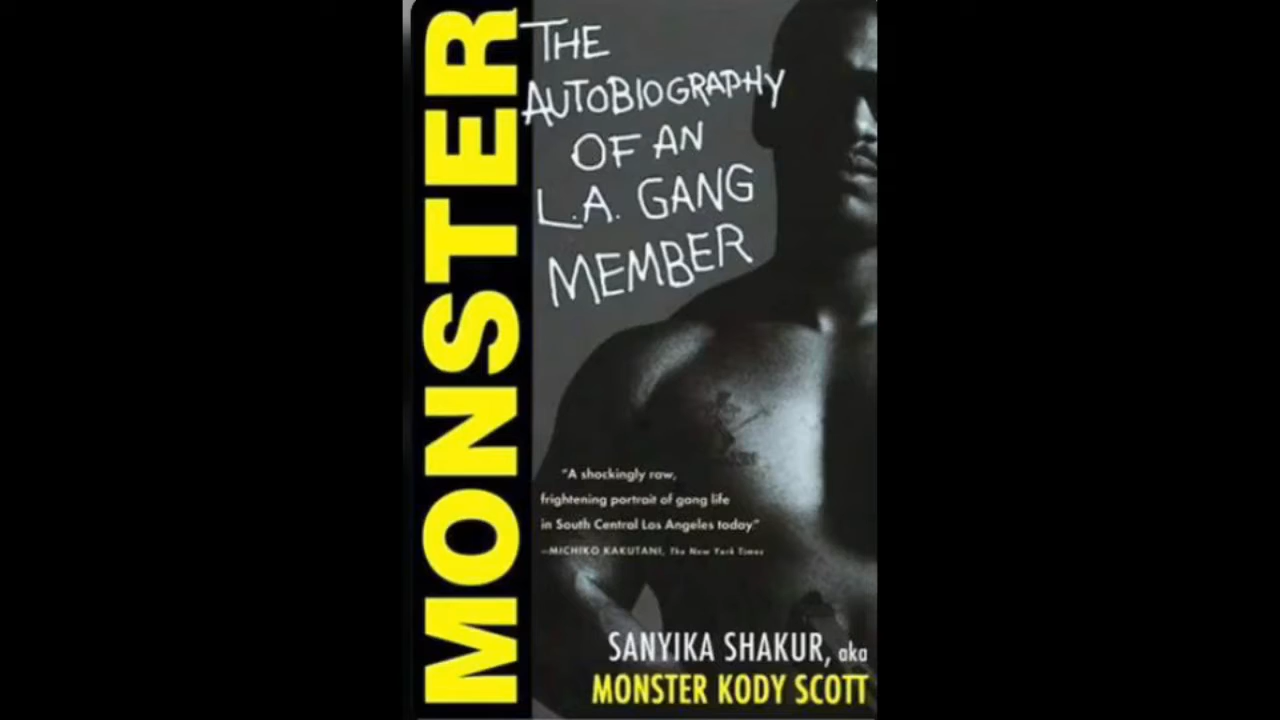 MONSTER
THE
AUTOBIOGRAPHY
OF AN
L.A. GANG
MEMBER
"A shockingly raw,
frightening portrait of gang life
in South Central Los Angeles today."
—MICHIKO KAKUTANI, The New York Times
SANYIKA SHAKUR, aka
MONSTER KODY SCOTT